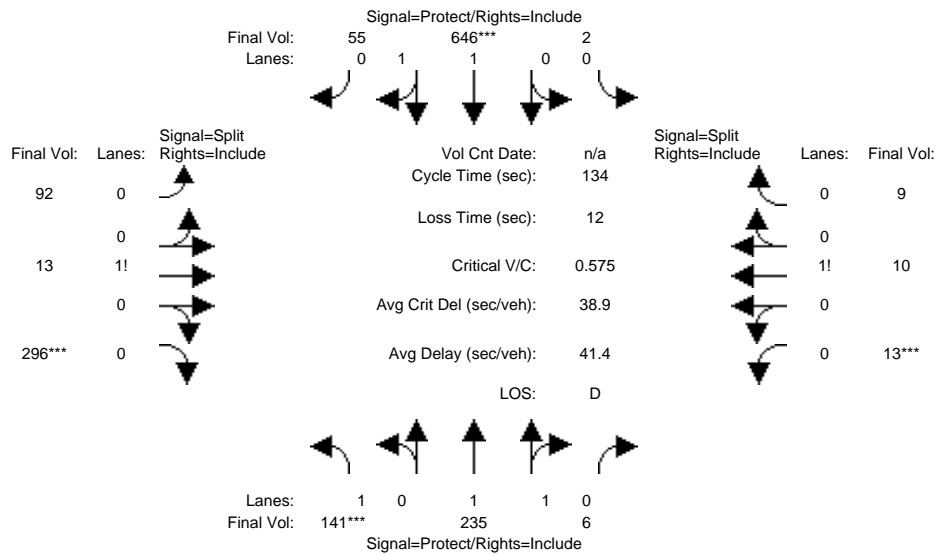 Signal=Protect/Rights=Include
Final Vol: 55 646*** 2
Lanes: 0 1 1 0 0
Signal=Split
Final Vol: Lanes: Rights=Include
Vol Cnt Date: n/a
Signal=Split
Rights=Include Lanes: Final Vol:
Cycle Time (sec): 134
92 0
0 9
Loss Time (sec): 12
0
0
13 1!
Critical V/C: 0.575
1! 10
0
Avg Crit Del (sec/veh): 38.9
0
296*** 0
Avg Delay (sec/veh): 41.4
0 13***
LOS: D
Lanes: 1 0 1 1 0
Final Vol: 141*** 235 6
Signal=Protect/Rights=Include